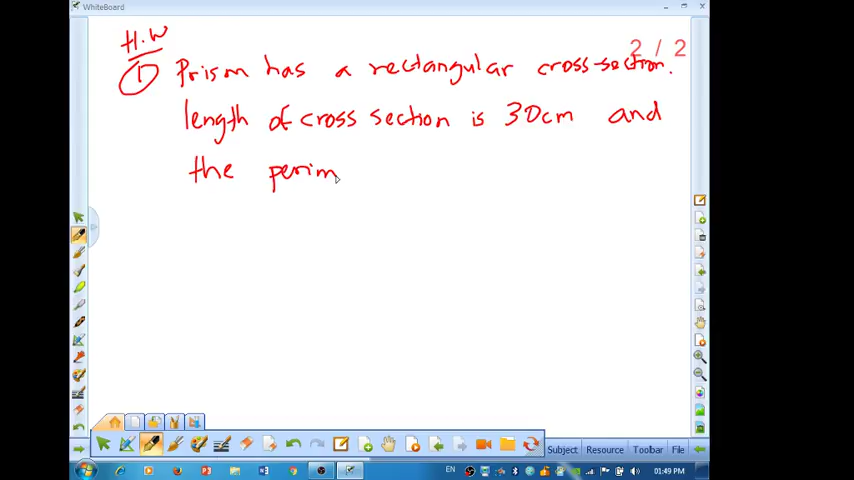 WhiteBoard
H.W
2 / 2
① Prism has a rectangular cross-section.
length of cross section is 30cm and
the perim
Subject Resource Toolbar File
EN 01:49 PM